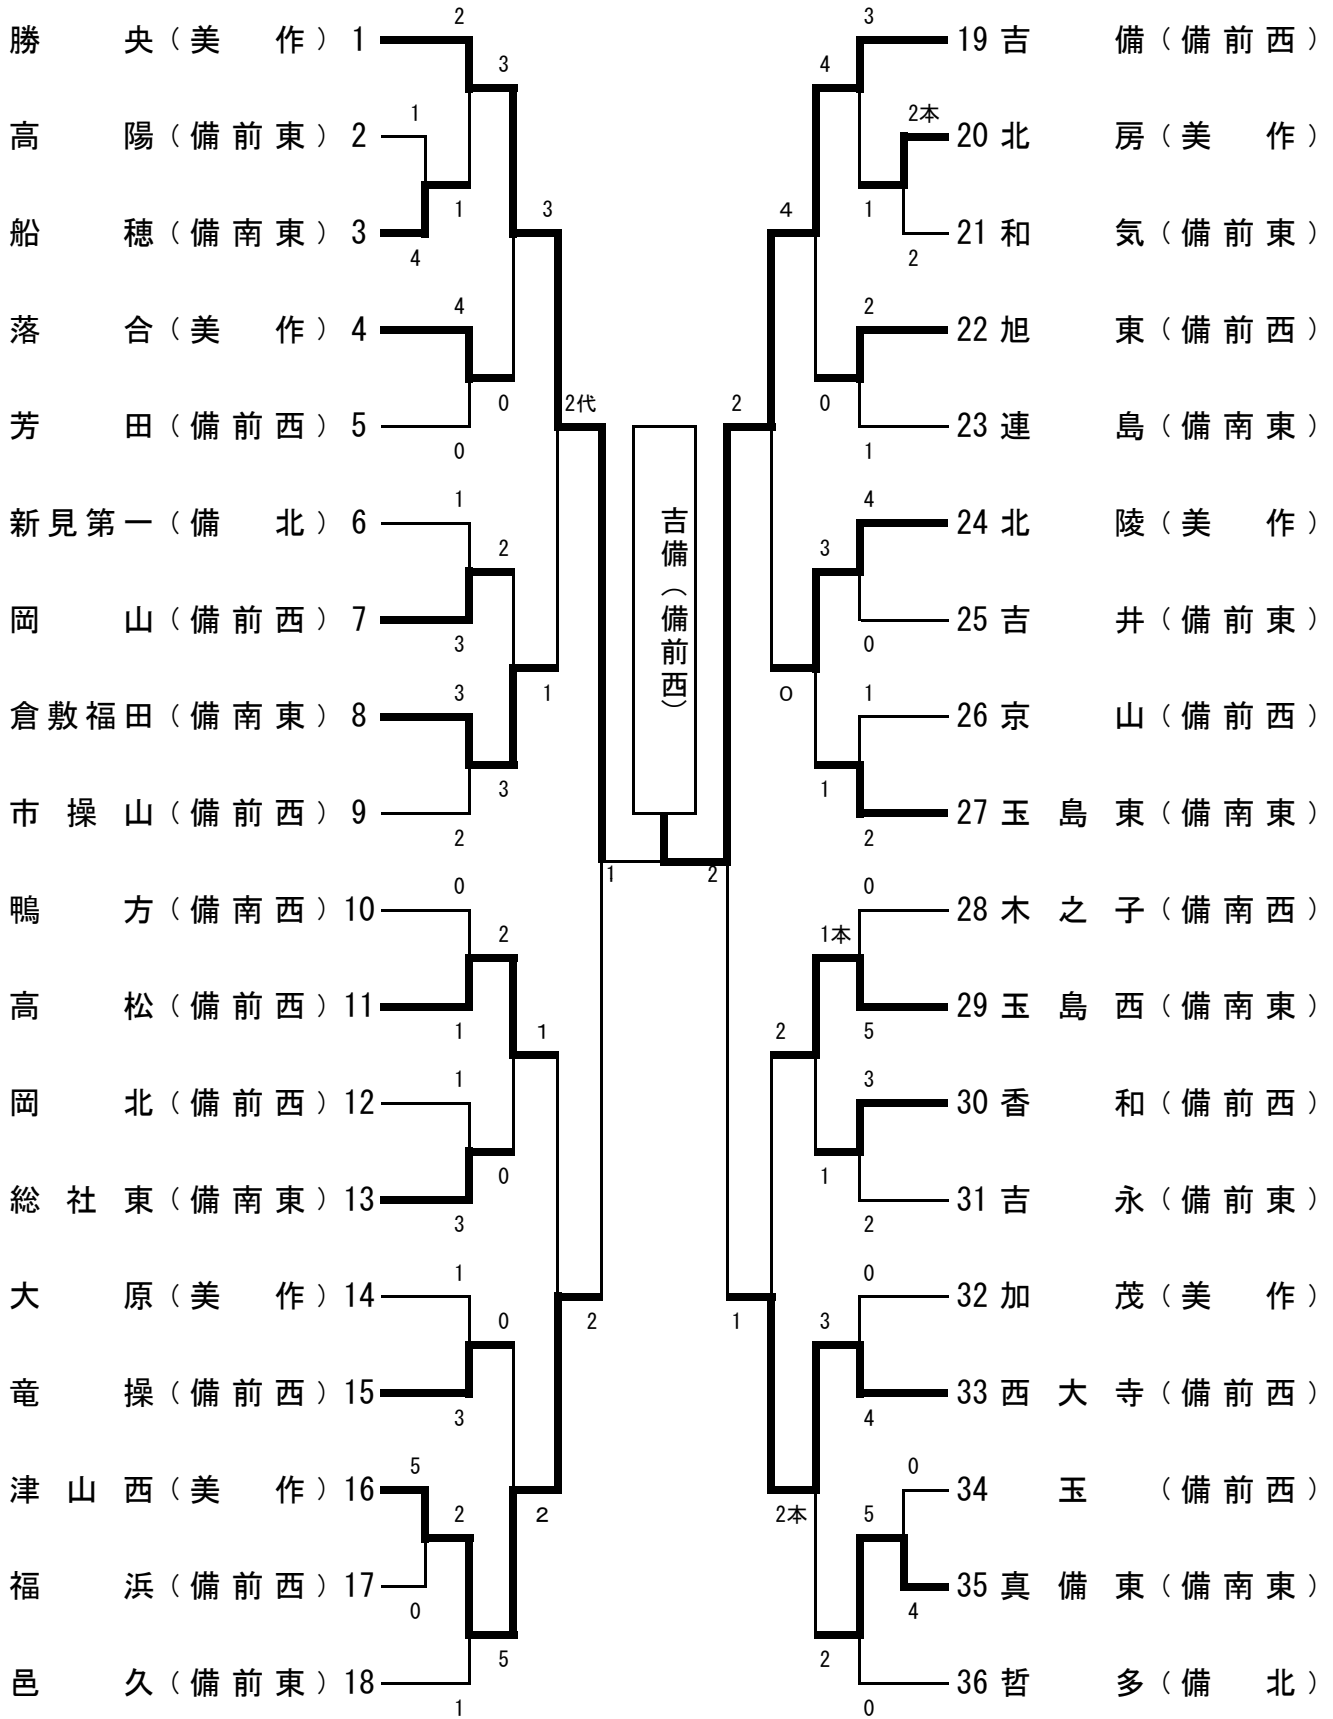 勝央（美作）1
高陽（備前東）2
船穂（備南東）3
落合（美作）4
芳田（備前西）5
新見第一（備北）6
岡山（備前西）7
倉敷福田（備南東）8
市操山（備前西）9
鴨方（備南西）10
高松（備前西）11
岡北（備前西）12
総社東（備南東）13
大原（美作）14
竜操（備前西）15
津山西（美作）16
福浜（備前西）17
邑久（備前東）18
2
1
4
4
0
1
3
3
2
0
1
1
3
1
3
5
0
1
1
2
3
0
2
3
2
0
0
5
3
1
1
2
2代
2
1
吉備（備前西）
2
2
1
4
0
2
2本
4
0
3
1
1本
1
3
2
3
1
2本
2
2
1
4
0
1
2
0
5
3
2
0
4
5
0
4
0
19 吉備（備前西）
20 北房（美作）
21 和気（備前東）
22 旭東（備前西）
23 連島（備南東）
24 北陵（美作）
25 吉井（備前東）
26 京山（備前西）
27 玉島東（備南東）
28 木之子（備南西）
29 玉島西（備南東）
30 香和（備前西）
31 吉永（備前東）
32 加茂（美作）
33 西大寺（備前西）
34 玉（備前西）
35 真備東（備南東）
36 哲多（備北）